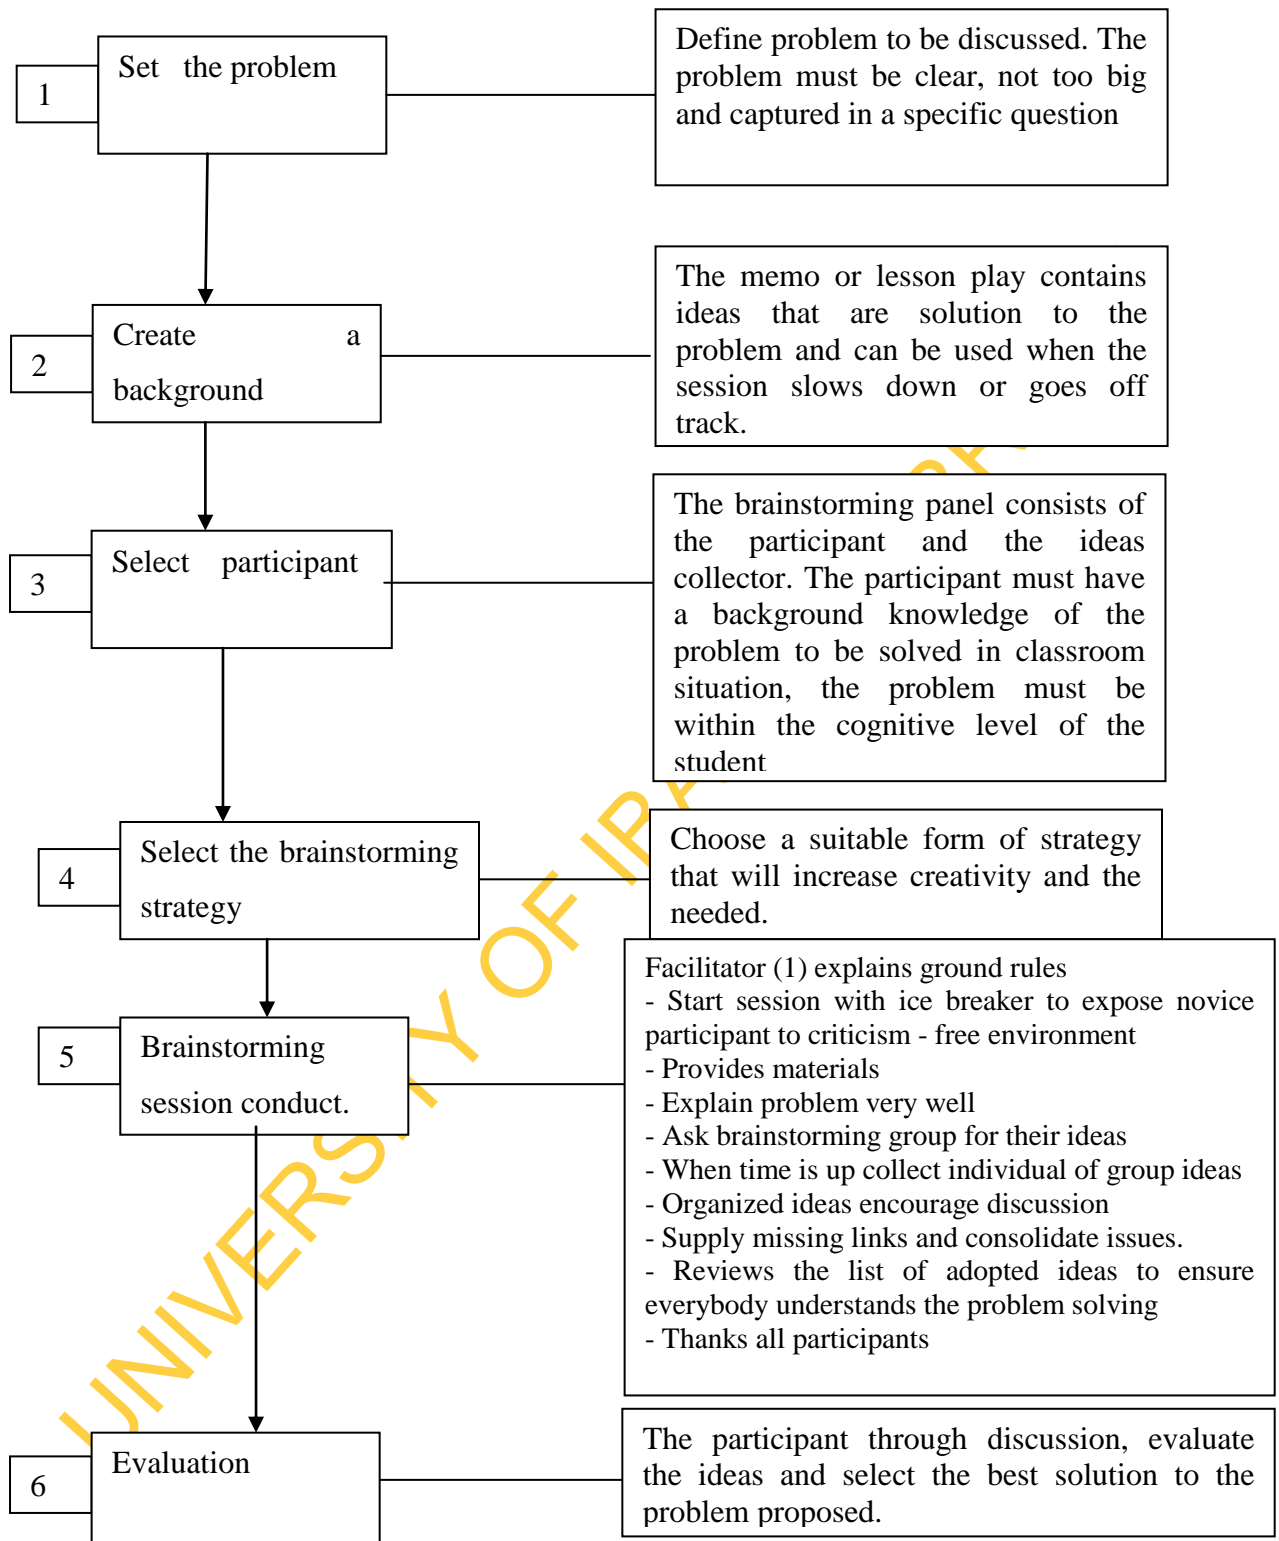 1
Set the problem
Define problem to be discussed. The
problem must be clear, not too big
and captured in a specific question
2
Create a
background
The memo or lesson play contains
ideas that are solution to the
problem and can be used when the
session slows down or goes off
track.
3
Select participant
The brainstorming panel consists of
the participant and the ideas
collector. The participant must have
a background knowledge of the
problem to be solved in classroom
situation, the problem must be
within the cognitive level of the
student
4
Select the brainstorming
strategy
Choose a suitable form of strategy
that will increase creativity and the
needed.
5
Brainstorming
session conduct.
Facilitator (1) explains ground rules
- Start session with ice breaker to expose novice
participant to criticism - free environment
- Provides materials
- Explain problem very well
- Ask brainstorming group for their ideas
- When time is up collect individual of group ideas
- Organized ideas encourage discussion
- Supply missing links and consolidate issues.
- Reviews the list of adopted ideas to ensure
everybody understands the problem solving
- Thanks all participants
6
Evaluation
The participant through discussion, evaluate
the ideas and select the best solution to the
problem proposed.
UNIVERSITY OF